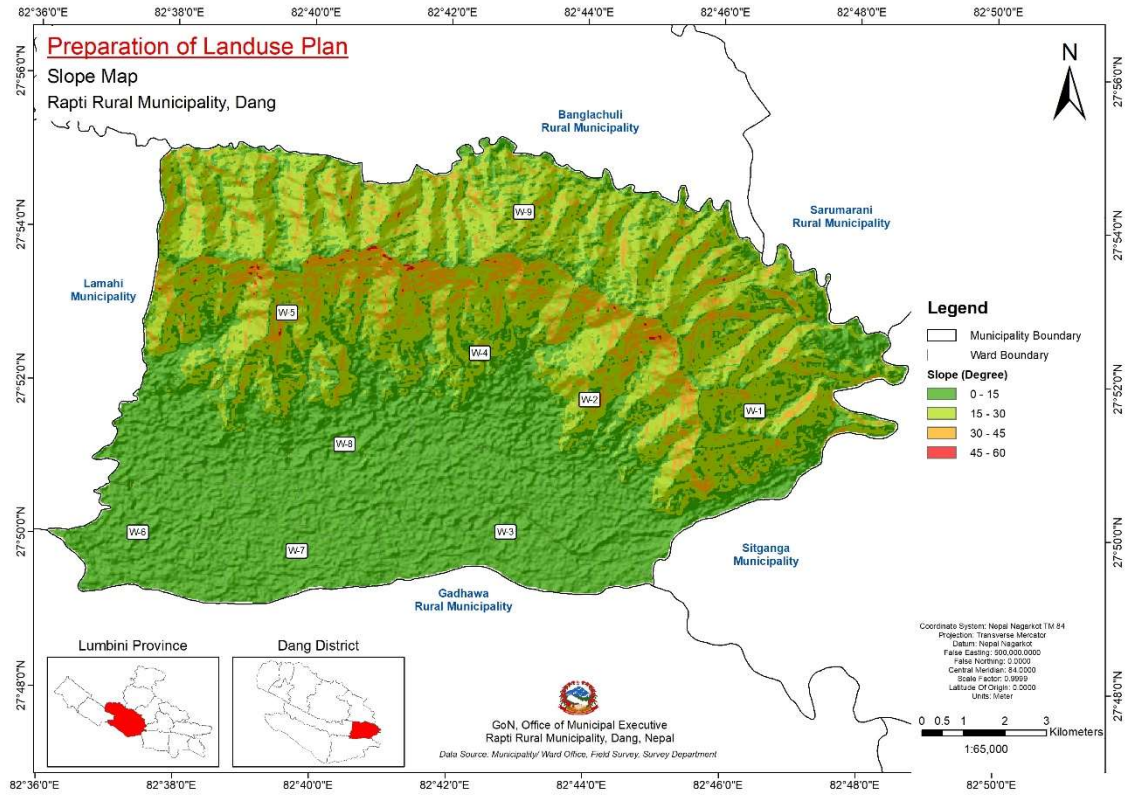 82°36'0"E
82°38'0"E
82°40'0"E
82°42'0"E
82°44'0"E
82°46'0"E
82°48'0"E
82°50'0"E
Preparation of Landuse Plan
Slope Map
Rapti Rural Municipality, Dang
N
27°56'0"N
27°56'0"N
Banglachuli
Rural Municipality
W-9
27°54'0"N
27°54'0"N
Sarumarani
Rural Municipality
Lamahi
Municipality
W-5
W-4
W-2
W-1
27°52'0"N
27°52'0"N
Legend
Municipality Boundary
Ward Boundary
Slope (Degree)
0 - 15
15 - 30
30 - 45
45 - 60
W-8
W-6
W-7
W-3
27°50'0"N
27°50'0"N
Sitganga
Municipality
Gadhawa
Rural Municipality
Lumbini Province
Dang District
27°48'0"N
27°48'0"N
GoN, Office of Municipal Executive
Rapti Rural Municipality, Dang, Nepal
Data Source: Municipality/ Ward Office, Field Survey, Survey Department
Coordinate System: Nepal Nagarkot TM 84
Projection: Transverse Mercator
Datum: Nepal Nagarkot
False Easting: 500,000.0000
False Northing: 0.0000
Central Meridian: 84.0000
Scale Factor: 0.9999
Latitude Of Origin: 0.0000
Units: Meter
0 0.5 1 2 3 Kilometers
1:65,000
82°36'0"E
82°38'0"E
82°40'0"E
82°42'0"E
82°44'0"E
82°46'0"E
82°48'0"E
82°50'0"E